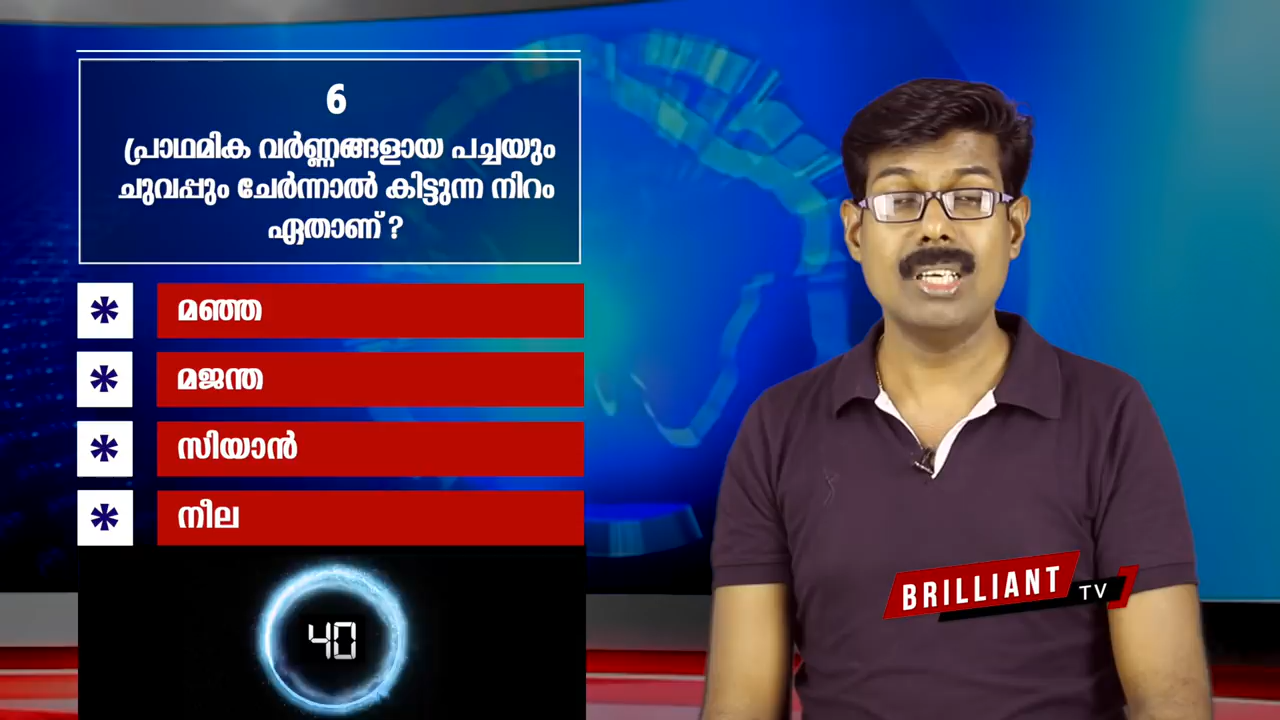 6
പ്രാഥമിക വർണ്ണങ്ങളായ പച്ചയും
ചുവപ്പും ചേർന്നാൽ കിട്ടുന്ന നിറം
ഏതാണ് ?
* മഞ്ഞ
* മജന്ത
* സിയാൻ
* നീല
40
BRILLIANT TV